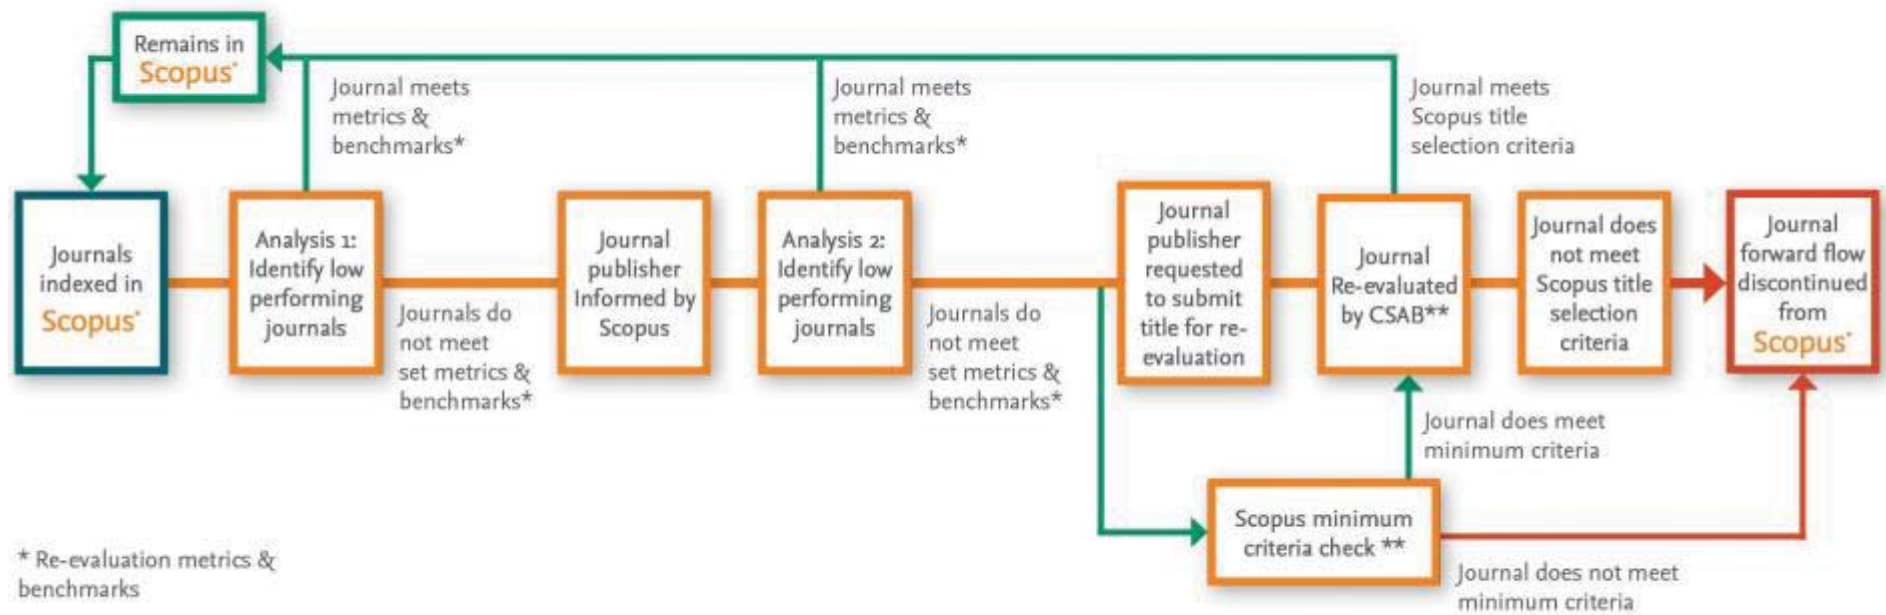 Remains in
Scopus*
Journal meets
metrics &
benchmarks*
Journal meets
metrics &
benchmarks*
Journal meets
Scopus title
selection criteria
Journals
indexed in
Scopus*
Analysis 1:
Identify low
performing
journals
Journals do
not meet
set metrics &
benchmarks*
Journal
publisher
Informed by
Scopus
Analysis 2:
Identify low
performing
journals
Journals do
not meet
set metrics &
benchmarks*
Journal
publisher
requested
to submit
title for re-
evaluation
Journal
Re-evaluated
by CSAB**
Journal does
not meet
Scopus title
selection
criteria
Journal
forward flow
discontinued
from
Scopus*
Journal does meet
minimum criteria
Scopus minimum
criteria check **
Journal does not meet
minimum criteria
* Re-evaluation metrics &
benchmarks